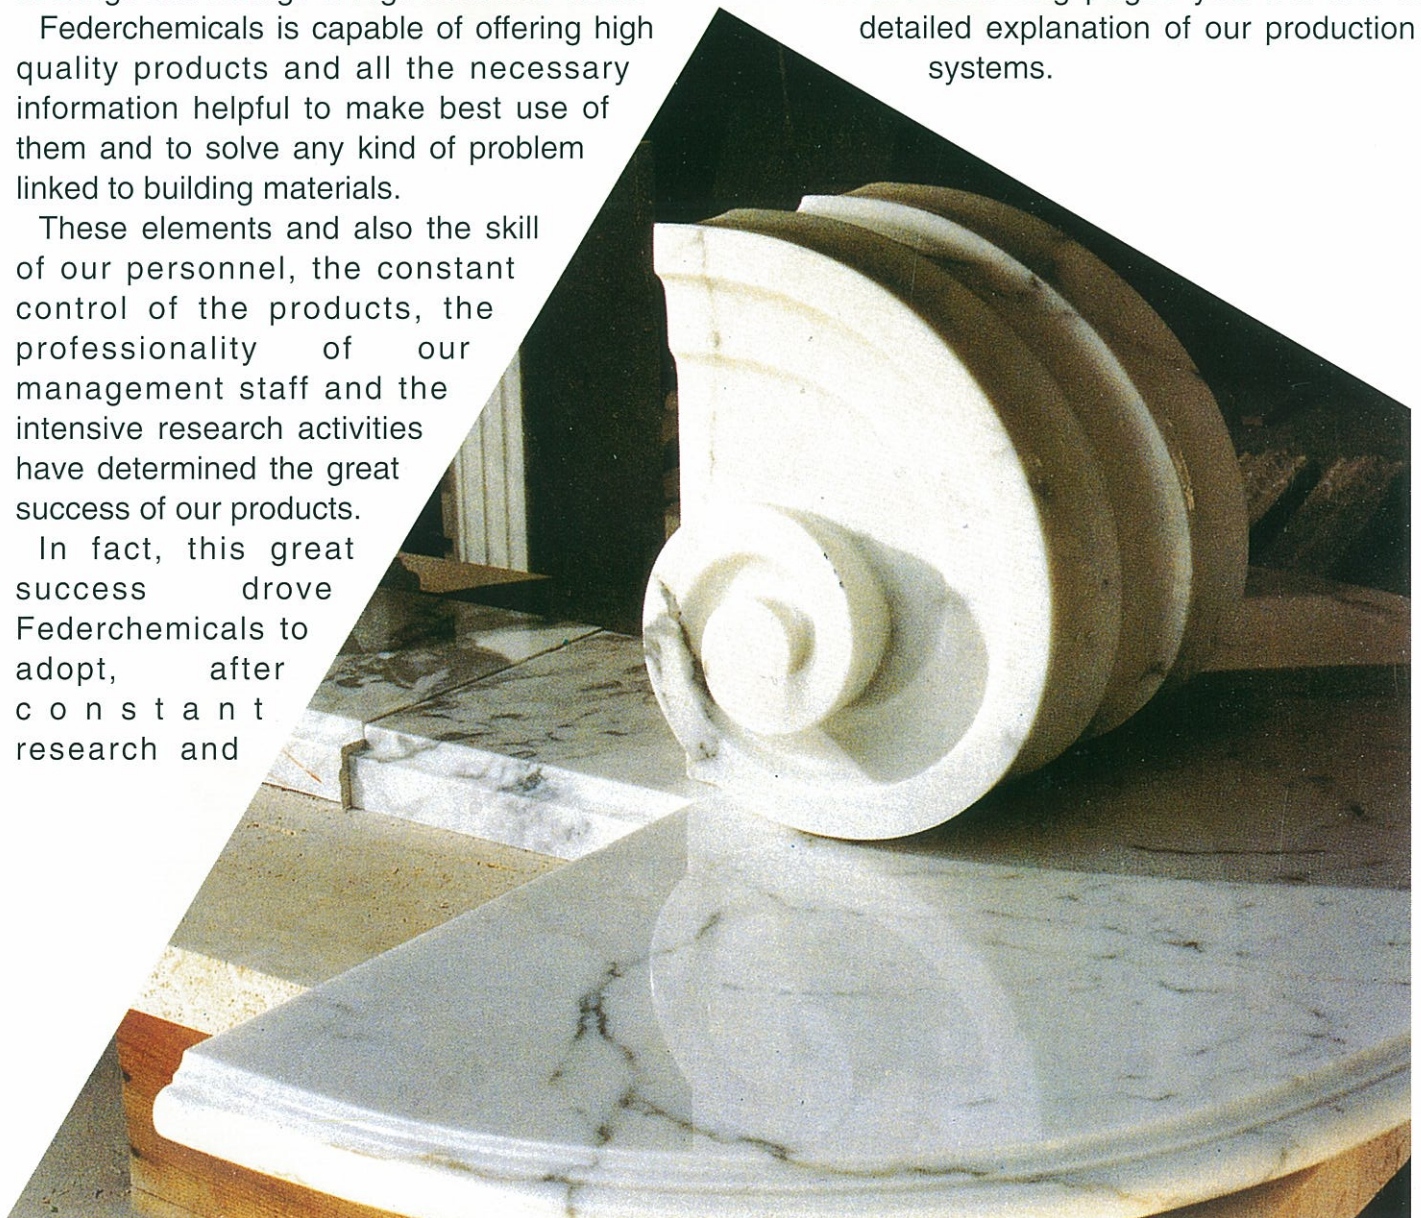 Federchemicals is capable of offering high
quality products and all the necessary
information helpful to make best use of
them and to solve any kind of problem
linked to building materials.
These elements and also the skill
of our personnel, the constant
control of the products, the
professionality of our
management staff and the
intensive research activities
have determined the great
success of our products.
In fact, this great
success drove
Federchemicals to
adopt, after
constant
research and
detailed explanation of our production
systems.